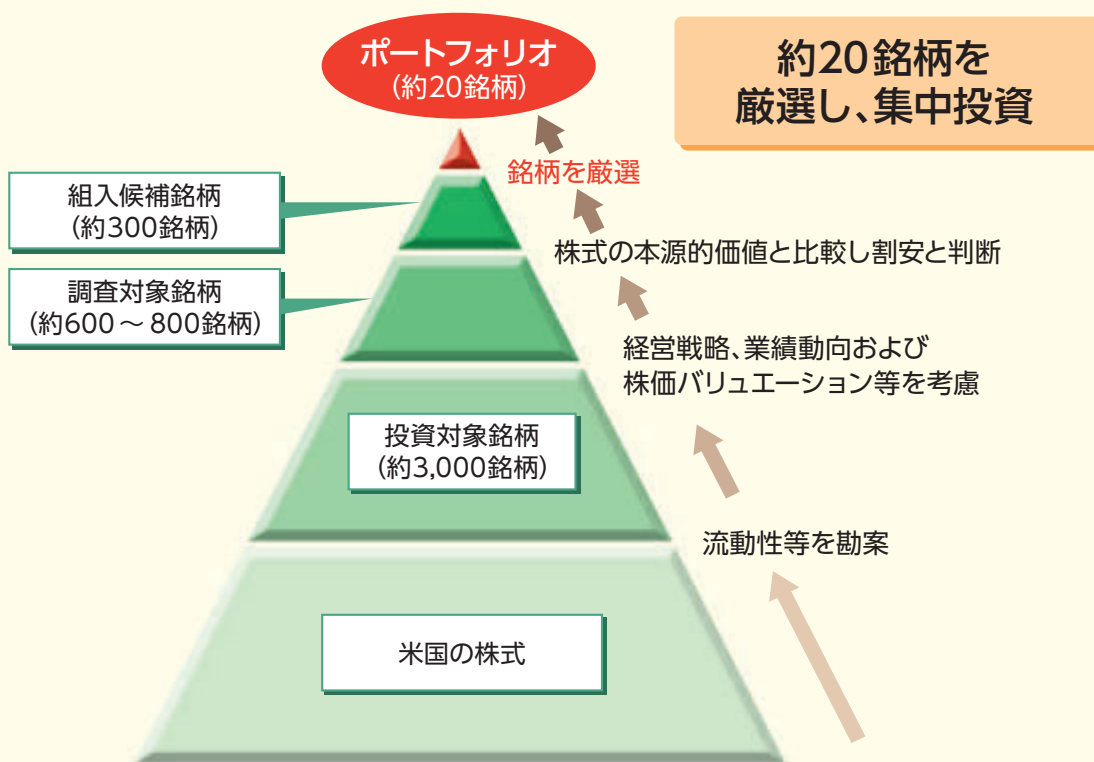 ポートフォリオ
(約20銘柄)
約20銘柄を
厳選し、集中投資
銘柄を厳選
組入候補銘柄
(約300銘柄)
株式の本源的価値と比較し割安と判断
調査対象銘柄
(約600～800銘柄)
経営戦略、業績動向および
株価バリュエーション等を考慮
投資対象銘柄
(約3,000銘柄)
流動性等を勘案
米国の株式